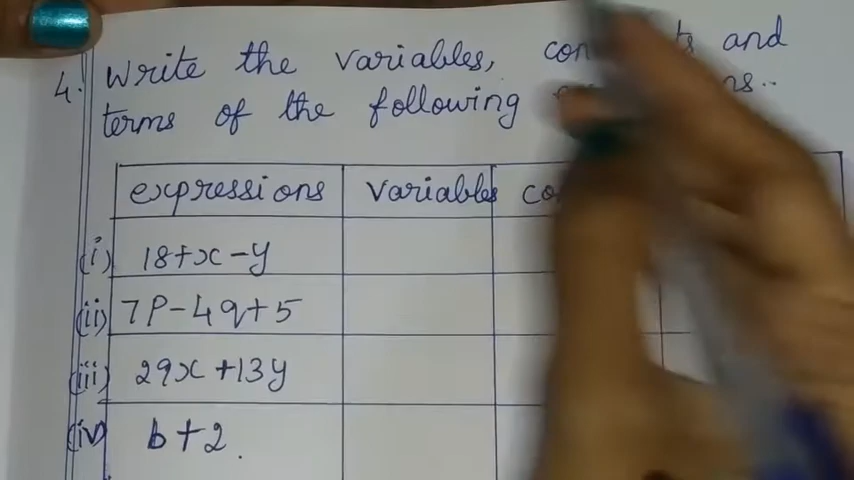 4. Write the variables, and
terms of the following
expressions variables
(i) 18+x-y
(ii) 7p-4q+5
(iii) 29x+13y
(iv) b+2.